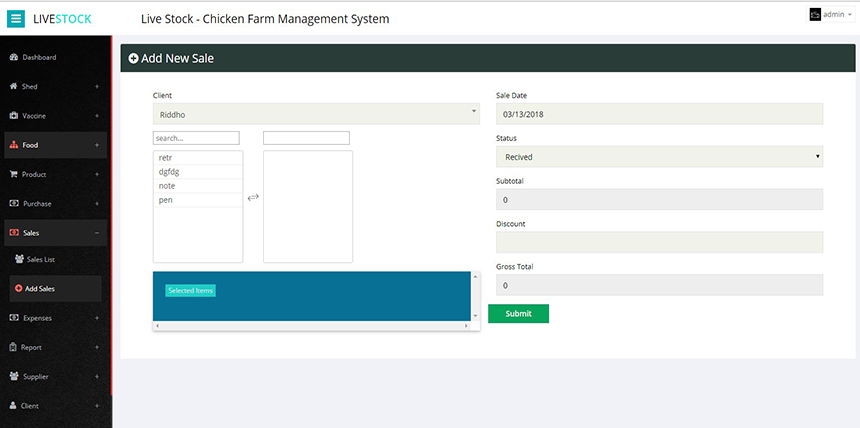 LIVESTOCK
Live Stock - Chicken Farm Management System
admin
Dashboard
Shed +
Vaccine +
Food +
Product +
Purchase +
Sales −
Sales List
Add Sales
Expenses +
Report +
Supplier +
Client +
Add New Sale
Client
Riddho
search...
retr
dgfdg
note
pen
Selected Items
Sale Date
03/13/2018
Status
Recived
Subtotal
0
Discount
Gross Total
0
Submit